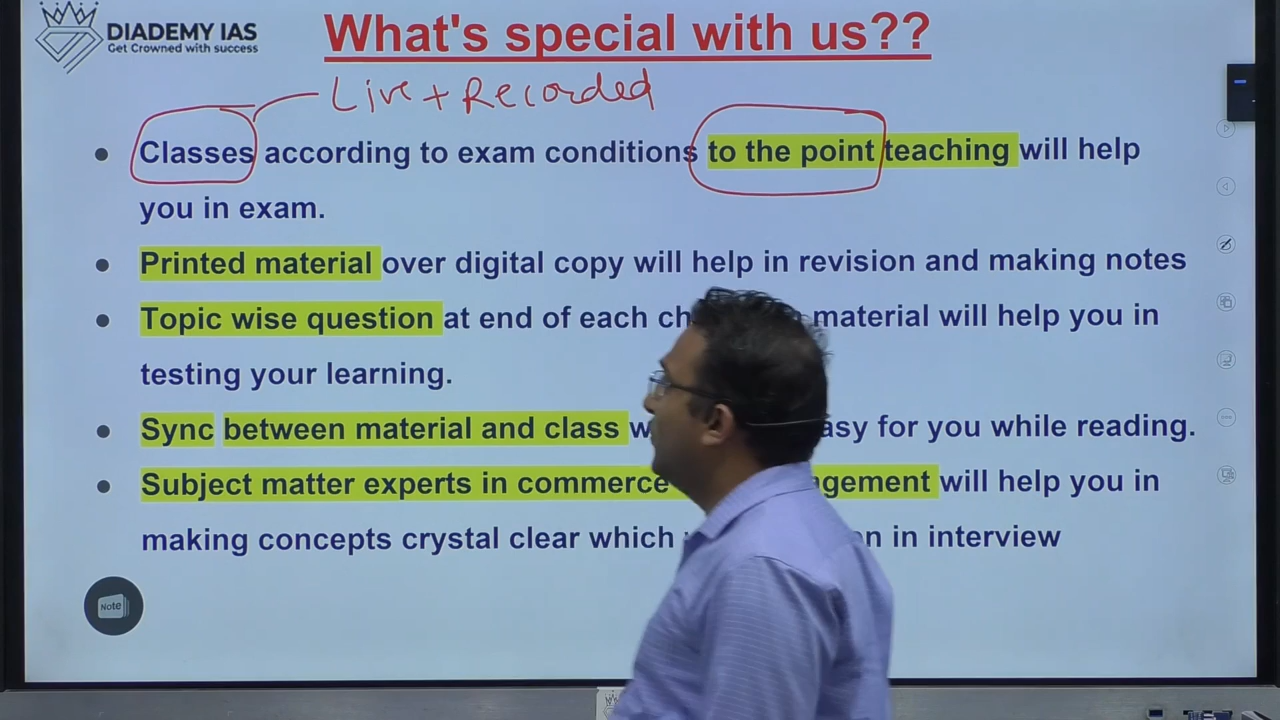 DIADEMY IAS
Get Crowned with success
What's special with us??
Live + Recorded
Classes according to exam conditions to the point teaching will help
you in exam.
Printed material over digital copy will help in revision and making notes
Topic wise question at end of each material will help you in
testing your learning.
Sync between material and class for you while reading.
Subject matter experts in commerce will help you in
making concepts crystal clear which in interview
Note